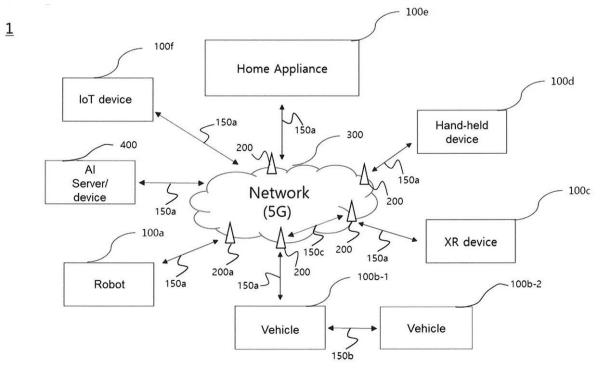 1
100e
100f
Home Appliance
IoT device
100d
150a
150a
Hand-held
device
400
200
300
AI
Server/
device
150a
Network
(5G)
200
150a
100c
100a
XR device
150a
200a
200
150c
200
150a
Robot
150a
100b-1
100b-2
Vehicle
Vehicle
150b